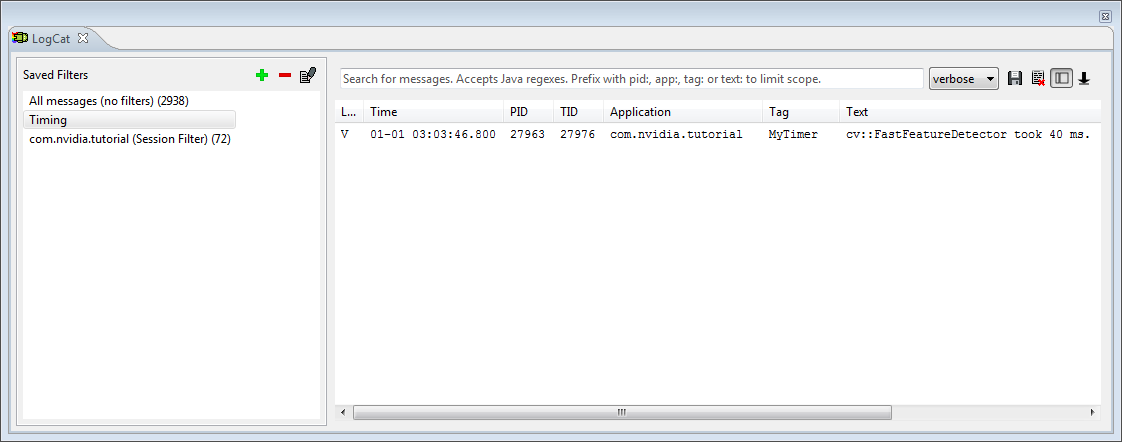 LogCat
Saved Filters
All messages (no filters) (2938)
Timing
com.nvidia.tutorial (Session Filter) (72)
Search for messages. Accepts Java regexes. Prefix with pid:, app:, tag: or text: to limit scope.
verbose
L... Time PID TID Application Tag Text
V 01-01 03:03:46.800 27963 27976 com.nvidia.tutorial MyTimer cv::FastFeatureDetector took 40 ms.